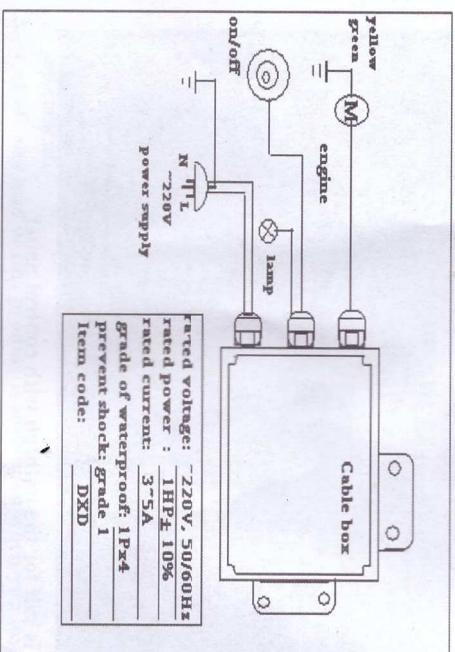 yellow
green
on/off
engine
N
L
~220V
power supply
M
lamp
Cable box
rated voltage: ~220V, 50/60Hz
rated power : 1HP± 10%
rated current: 3~5A
grade of waterproof: 1Px4
prevent shock: grade 1
Item code: DXD